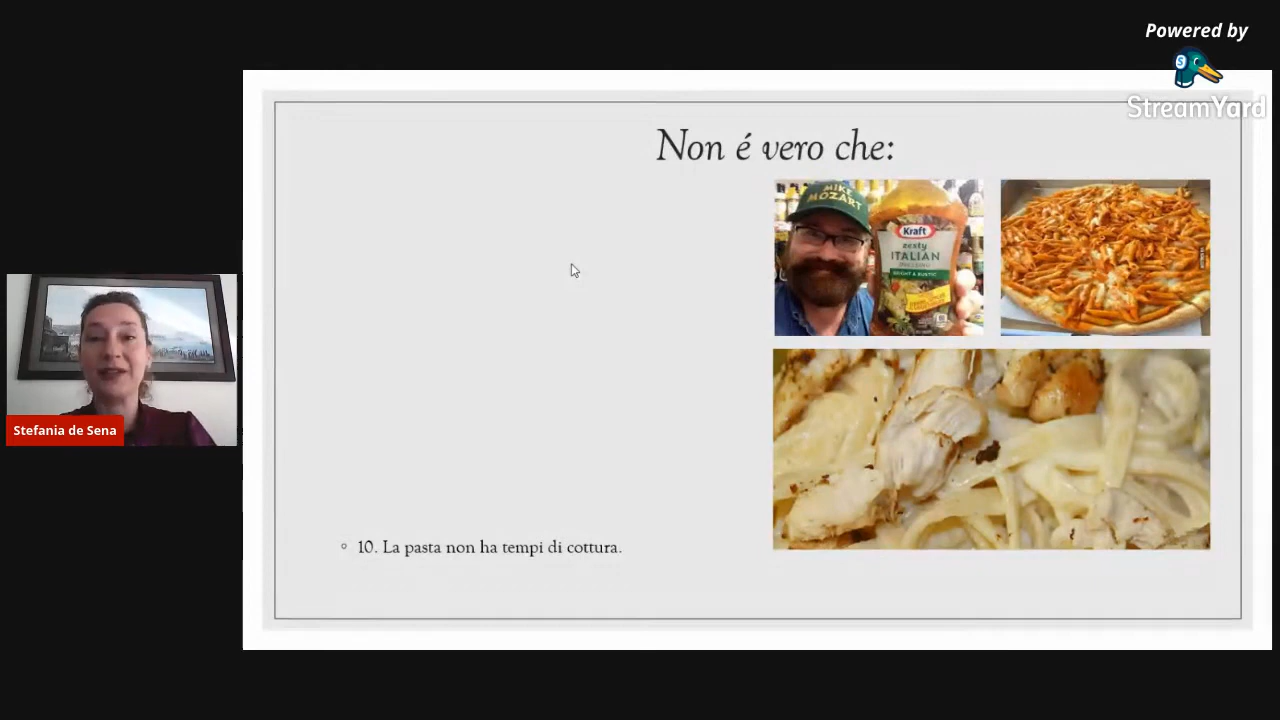 Powered by
StreamYard
Non é vero che:
MIKE
MOZART
Kraft
zesty
ITALIAN
Stefania de Sena
10. La pasta non ha tempi di cottura.